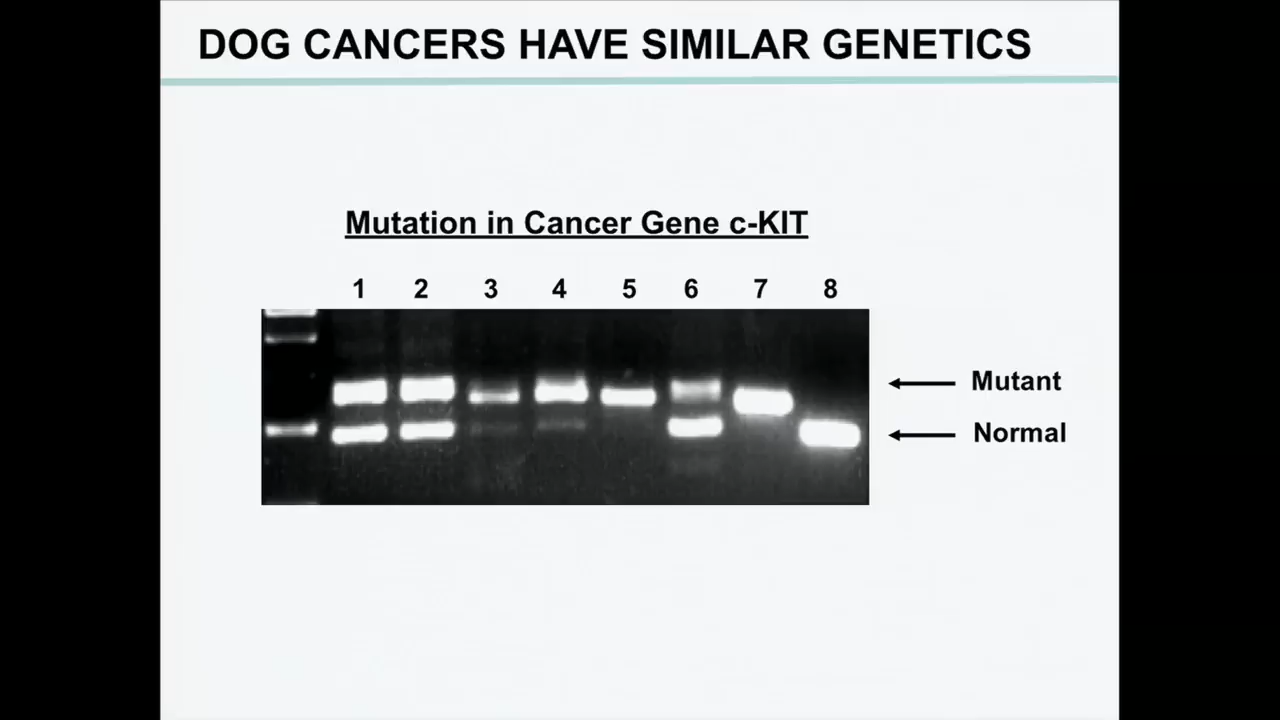 DOG CANCERS HAVE SIMILAR GENETICS
Mutation in Cancer Gene c-KIT
1 2 3 4 5 6 7 8
Mutant
Normal